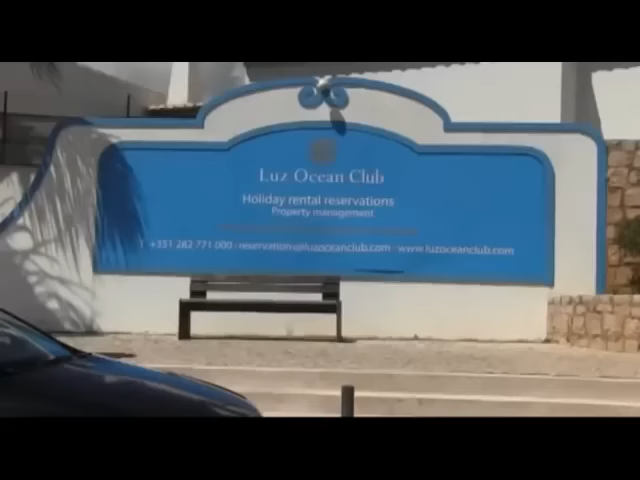 Luz Ocean Club
Holiday rental reservations
Property management
T +351 282 771 000 · reservations@luzoceanclub.com · www.luzoceanclub.com